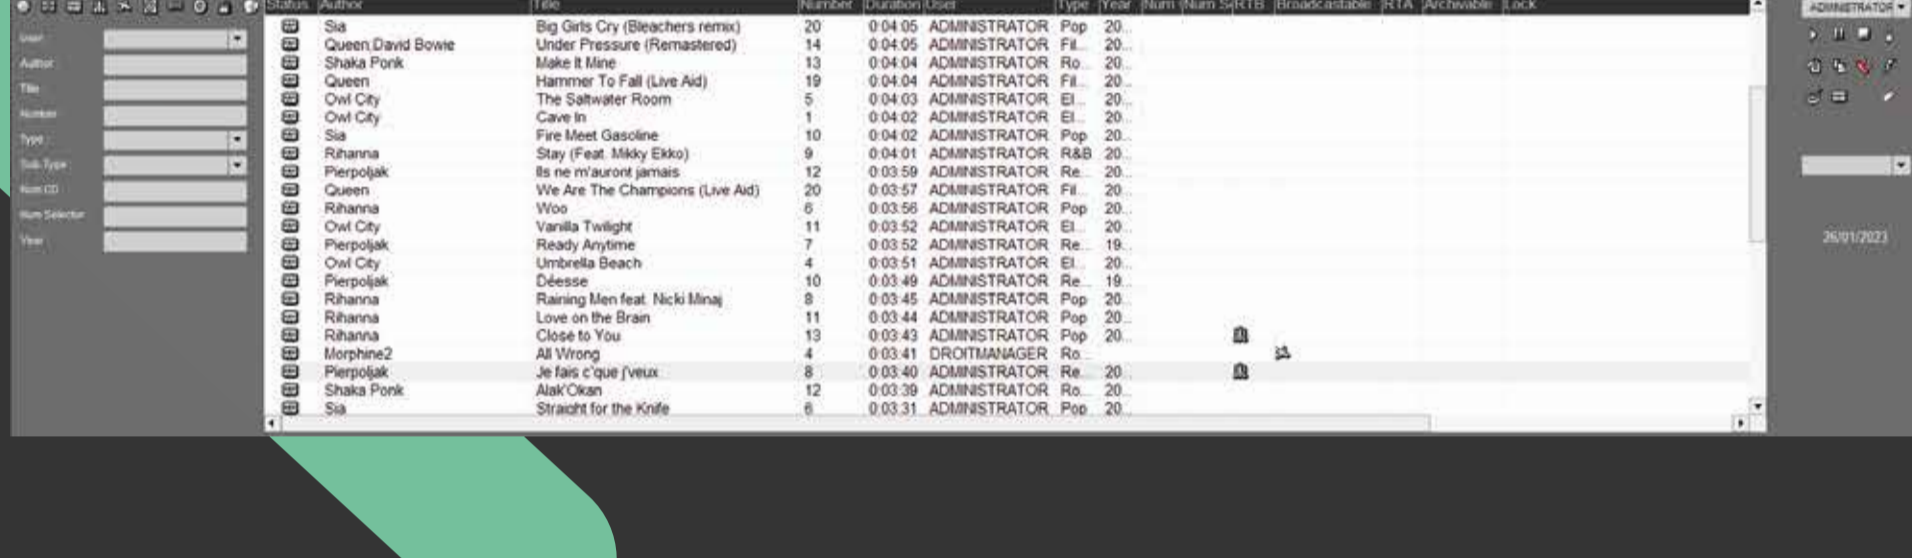 Status Author Title Number Duration User Type Year Num Num S RTB Broadcastable RTA Archivable Lock
ADMINISTRATOR
User
Author
Title
Number
Type
Sub Type
Num CD
Num Selector
Year
Sia Big Girls Cry (Bleachers remix) 20 0:04:05 ADMINISTRATOR Pop 20...
Queen;David Bowie Under Pressure (Remastered) 14 0:04:05 ADMINISTRATOR Fil... 20...
Shaka Ponk Make It Mine 13 0:04:04 ADMINISTRATOR Ro... 20...
Queen Hammer To Fall (Live Aid) 19 0:04:04 ADMINISTRATOR Fil... 20...
Owl City The Saltwater Room 5 0:04:03 ADMINISTRATOR El... 20...
Owl City Cave In 1 0:04:02 ADMINISTRATOR El... 20...
Sia Fire Meet Gasoline 10 0:04:02 ADMINISTRATOR Pop 20...
Rihanna Stay (Feat. Mikky Ekko) 9 0:04:01 ADMINISTRATOR R&B 20...
Pierpoljak Ils ne m'auront jamais 12 0:03:59 ADMINISTRATOR Re... 20...
Queen We Are The Champions (Live Aid) 20 0:03:57 ADMINISTRATOR Fil... 20...
Rihanna Woo 6 0:03:56 ADMINISTRATOR Pop 20...
Owl City Vanilla Twilight 11 0:03:52 ADMINISTRATOR El... 20...
Pierpoljak Ready Anytime 7 0:03:52 ADMINISTRATOR Re... 19...
Owl City Umbrella Beach 4 0:03:51 ADMINISTRATOR El... 20...
Pierpoljak Déesse 10 0:03:49 ADMINISTRATOR Re... 19...
Rihanna Raining Men feat. Nicki Minaj 8 0:03:45 ADMINISTRATOR Pop 20...
Rihanna Love on the Brain 11 0:03:44 ADMINISTRATOR Pop 20...
Rihanna Close to You 13 0:03:43 ADMINISTRATOR Pop 20...
Morphine2 All Wrong 4 0:03:41 DROITMANAGER Ro...
Pierpoljak Je fais c'que j'veux 8 0:03:40 ADMINISTRATOR Re... 20...
Shaka Ponk Alak'Okan 12 0:03:39 ADMINISTRATOR Ro... 20...
Sia Straight for the Knife 6 0:03:31 ADMINISTRATOR Pop 20...
26/01/2023